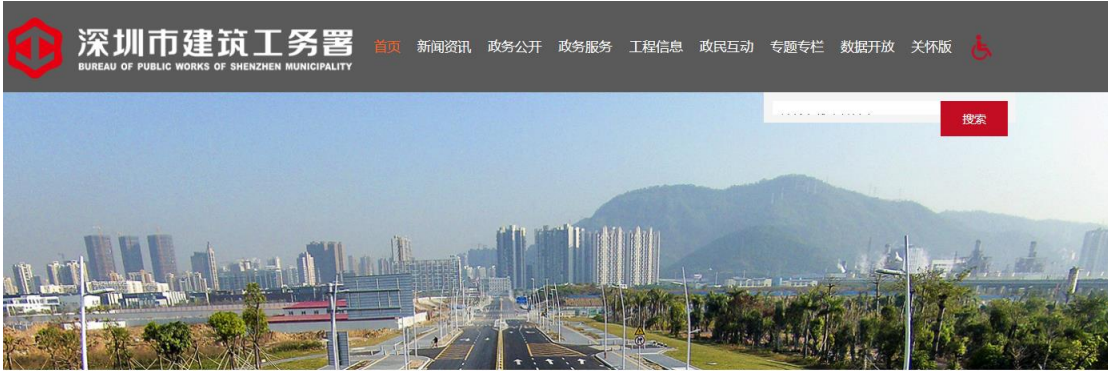 深圳市建筑工务署
BUREAU OF PUBLIC WORKS OF SHENZHEN MUNICIPALITY
首页 新闻资讯 政务公开 政务服务 工程信息 政民互动 专题专栏 数据开放 关怀版
搜索